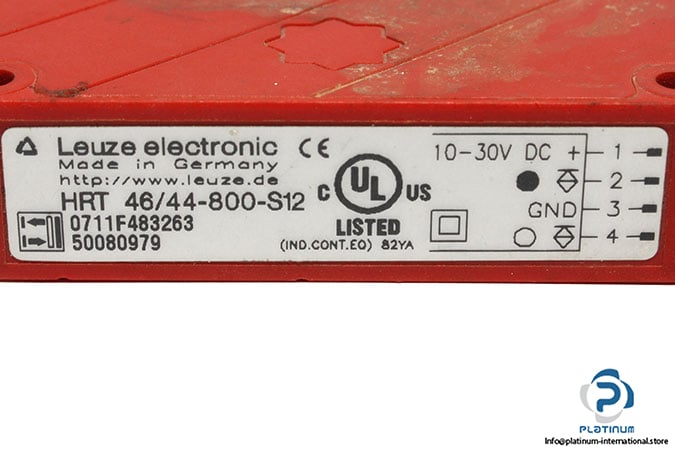 Leuze electronic CE
Made in Germany
http://www.leuze.de
HRT 46/44-800-S12
0711F483263
50080979
C UL US
LISTED
(IND.CONT.EQ) 82YA
10-30V DC + 1
2
GND 3
4
PLATINUM
Info@platinum-international.store